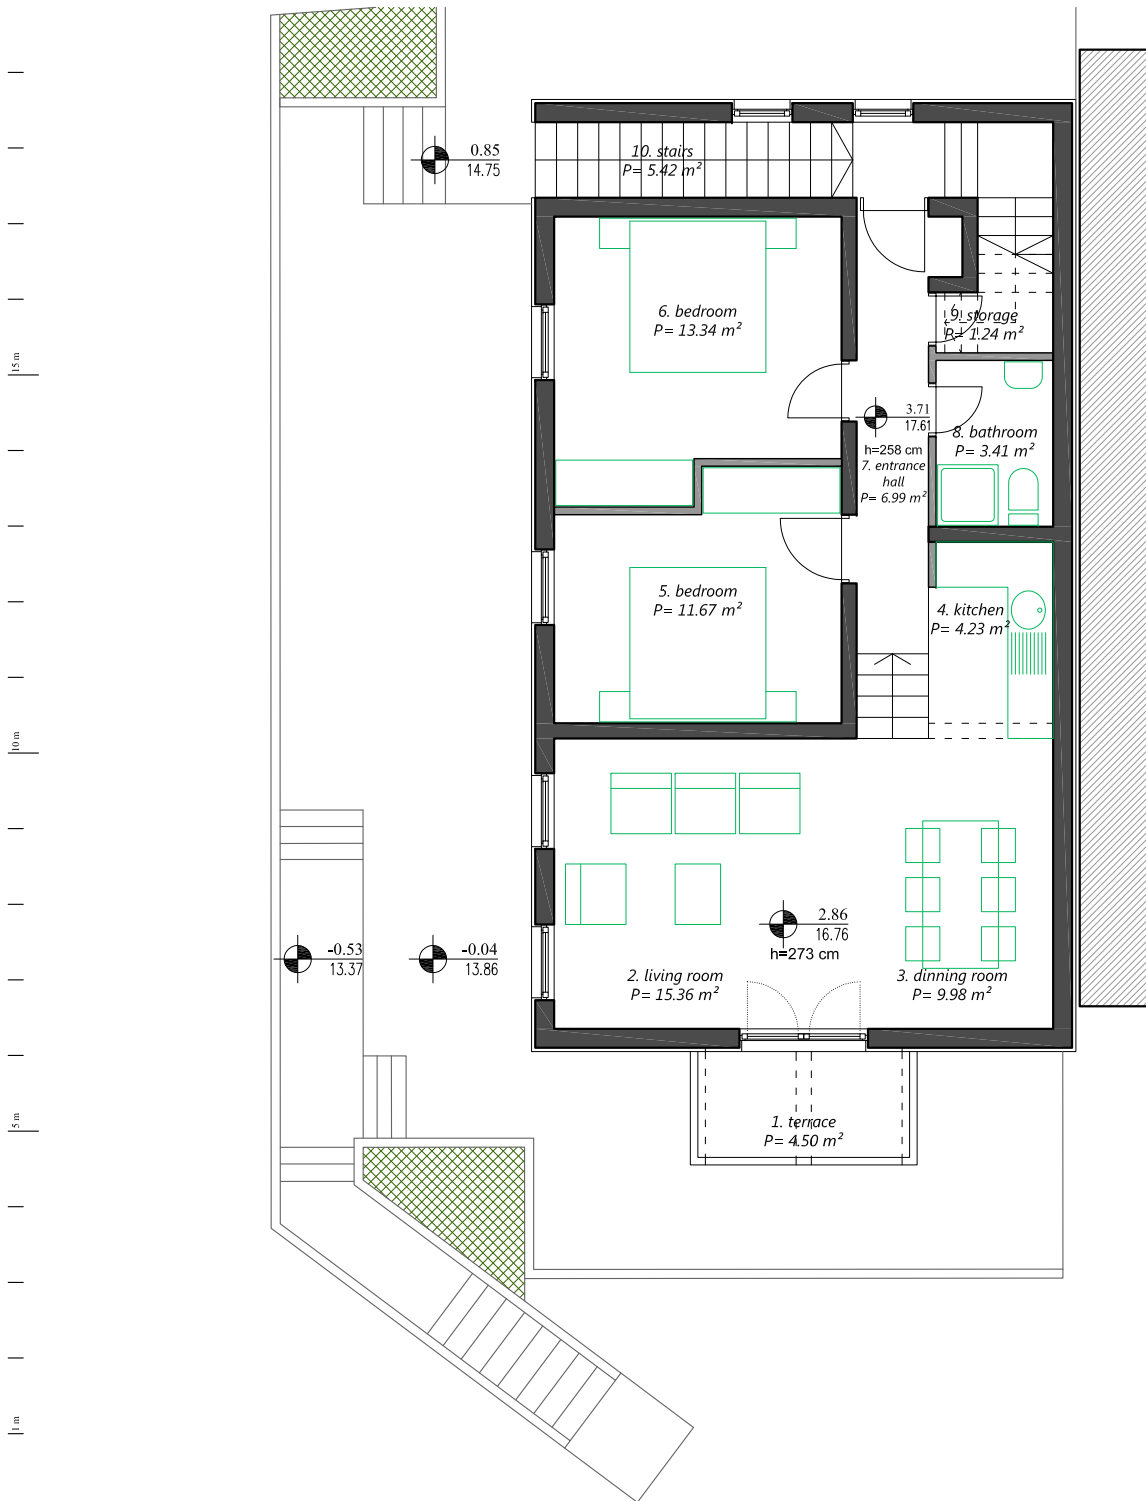 0.85
14.75
10. stairs
P= 5.42 m²
6. bedroom
P= 13.34 m²
9. storage
P= 1.24 m²
15 m
3.71
17.61
h=258 cm
7. entrance
hall
P= 6.99 m²
8. bathroom
P= 3.41 m²
5. bedroom
P= 11.67 m²
4. kitchen
P= 4.23 m²
10 m
2.86
16.76
h=273 cm
-0.53
13.37
-0.04
13.86
2. living room
P= 15.36 m²
3. dinning room
P= 9.98 m²
5 m
1. terrace
P= 4.50 m²
1 m